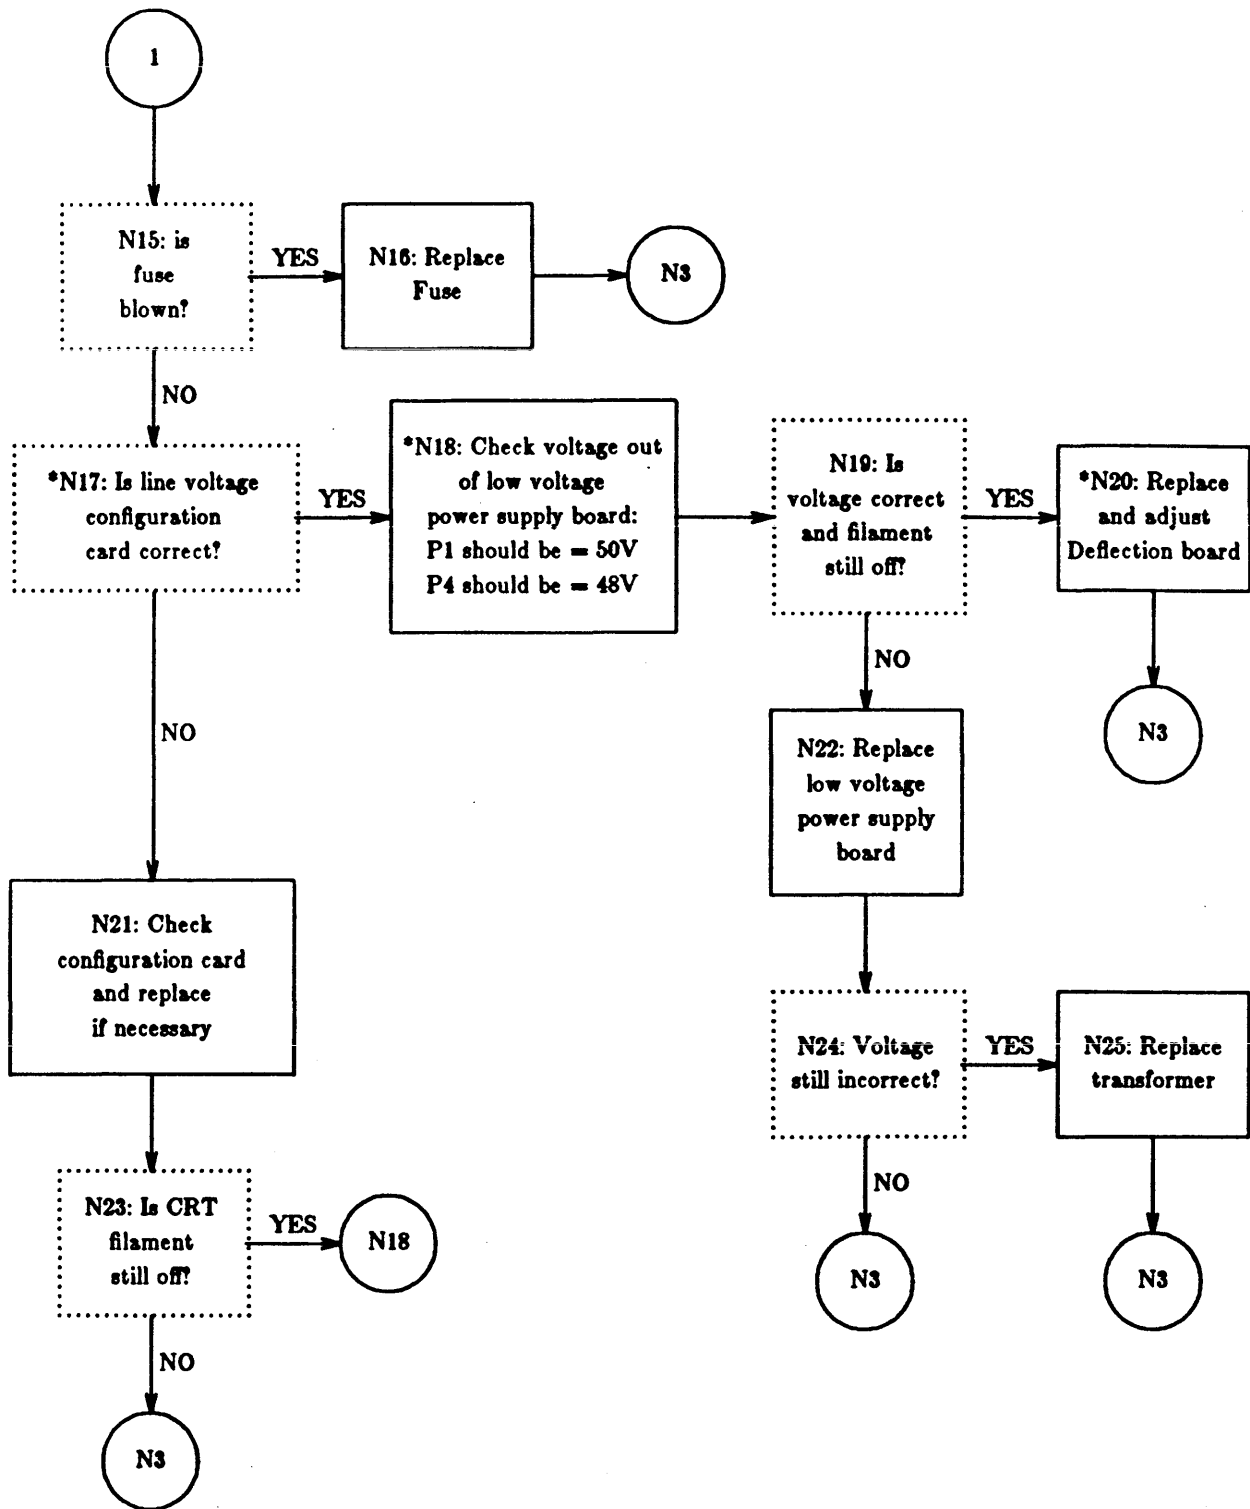 1
N15: is
fuse
blown?
YES
N16: Replace
Fuse
N3
NO
*N17: Is line voltage
configuration
card correct?
YES
*N18: Check voltage out
of low voltage
power supply board:
P1 should be = 50V
P4 should be = 48V
N19: Is
voltage correct
and filament
still off?
YES
*N20: Replace
and adjust
Deflection board
NO
N3
NO
N22: Replace
low voltage
power supply
board
N21: Check
configuration card
and replace
if necessary
N24: Voltage
still incorrect?
YES
N25: Replace
transformer
N23: Is CRT
filament
still off?
YES
N18
NO
N3
N3
NO
N3